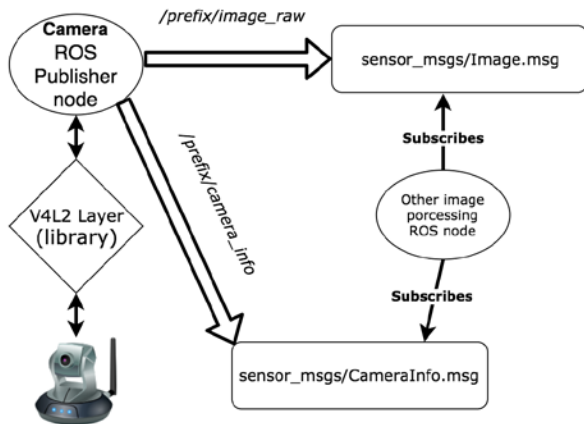 Camera
ROS
Publisher
node
/prefix/image_raw
sensor_msgs/Image.msg
Subscribes
/prefix/camera_info
V4L2 Layer
(library)
Other image
porcessing
ROS node
Subscribes
sensor_msgs/CameraInfo.msg